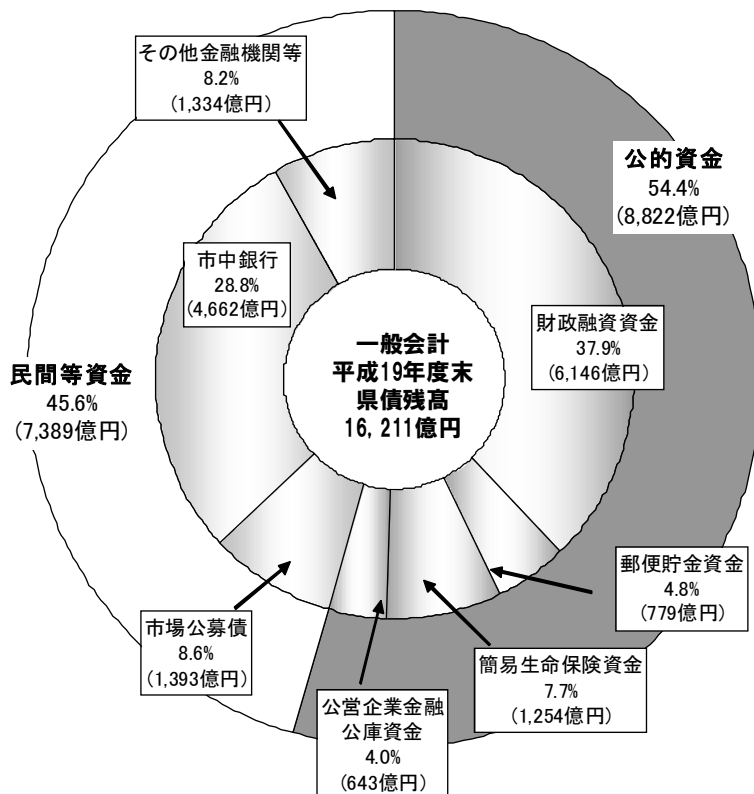 その他金融機関等
8.2%
(1,334億円)
公的資金
54.4%
(8,822億円)
市中銀行
28.8%
(4,662億円)
財政融資資金
37.9%
(6,146億円)
一般会計
平成19年度末
県債残高
16,211億円
民間等資金
45.6%
(7,389億円)
郵便貯金資金
4.8%
(779億円)
市場公募債
8.6%
(1,393億円)
簡易生命保険資金
7.7%
(1,254億円)
公営企業金融
公庫資金
4.0%
(643億円)